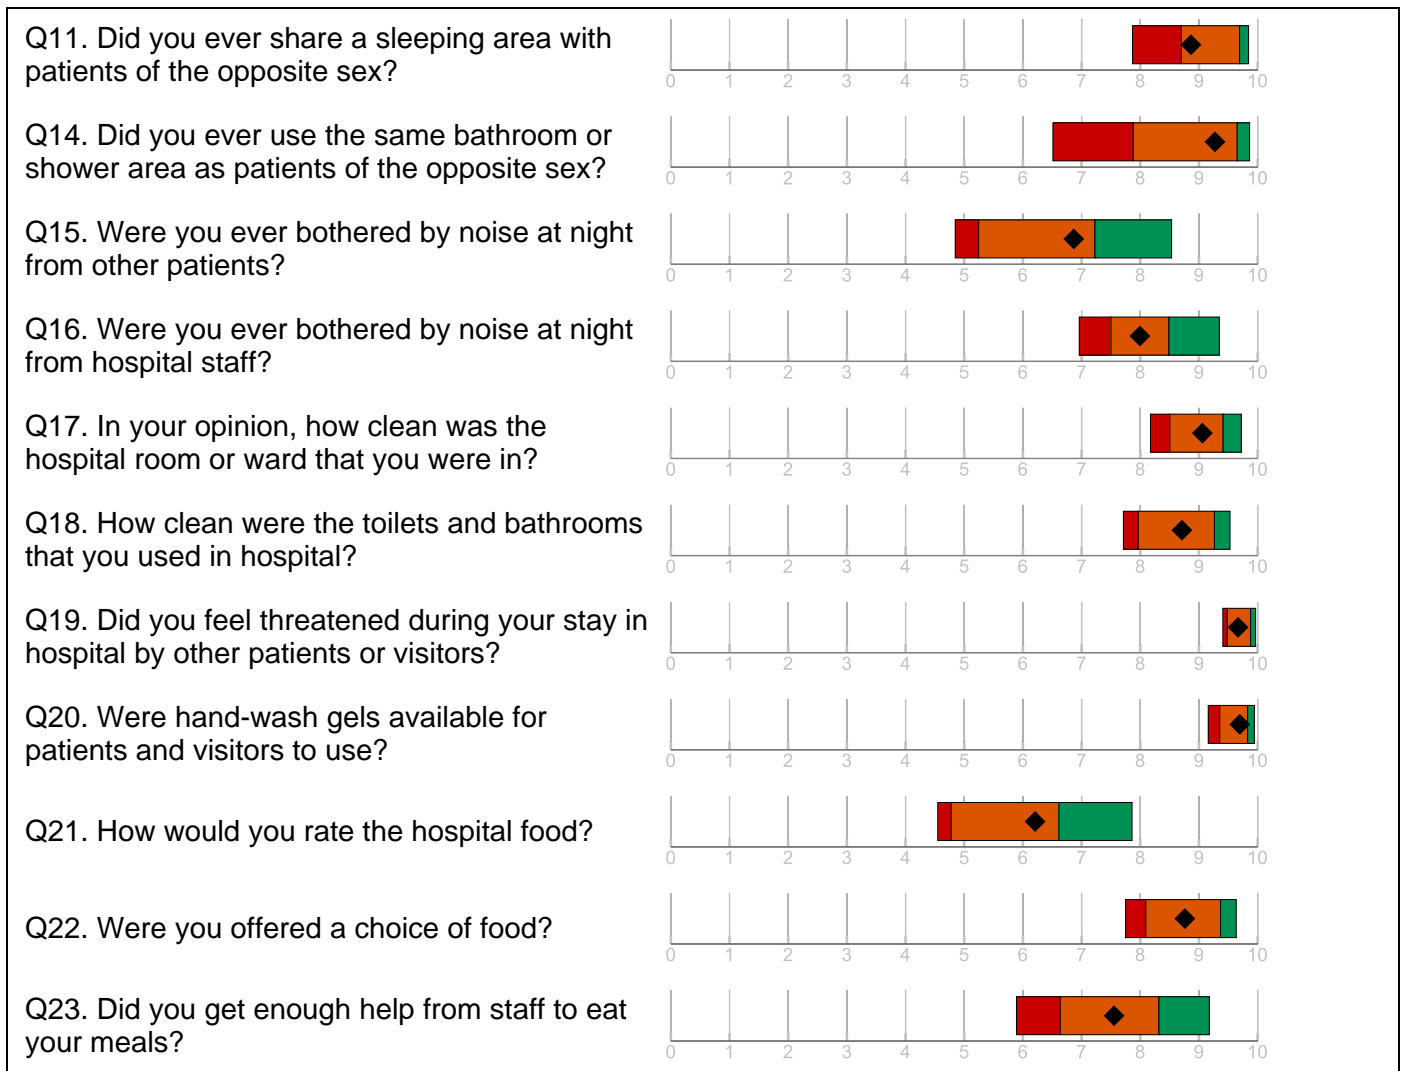 Q11. Did you ever share a sleeping area with
patients of the opposite sex?
0 1 2 3 4 5 6 7 8 9 10
Q14. Did you ever use the same bathroom or
shower area as patients of the opposite sex?
0 1 2 3 4 5 6 7 8 9 10
Q15. Were you ever bothered by noise at night
from other patients?
0 1 2 3 4 5 6 7 8 9 10
Q16. Were you ever bothered by noise at night
from hospital staff?
0 1 2 3 4 5 6 7 8 9 10
Q17. In your opinion, how clean was the
hospital room or ward that you were in?
0 1 2 3 4 5 6 7 8 9 10
Q18. How clean were the toilets and bathrooms
that you used in hospital?
0 1 2 3 4 5 6 7 8 9 10
Q19. Did you feel threatened during your stay in
hospital by other patients or visitors?
0 1 2 3 4 5 6 7 8 9 10
Q20. Were hand-wash gels available for
patients and visitors to use?
0 1 2 3 4 5 6 7 8 9 10
Q21. How would you rate the hospital food?
0 1 2 3 4 5 6 7 8 9 10
Q22. Were you offered a choice of food?
0 1 2 3 4 5 6 7 8 9 10
Q23. Did you get enough help from staff to eat
your meals?
0 1 2 3 4 5 6 7 8 9 10